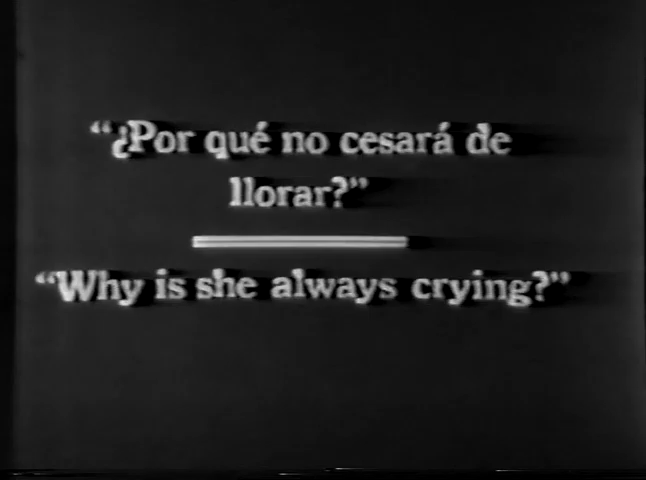 “¿Por qué no cesará de
llorar?”
“Why is she always crying?”